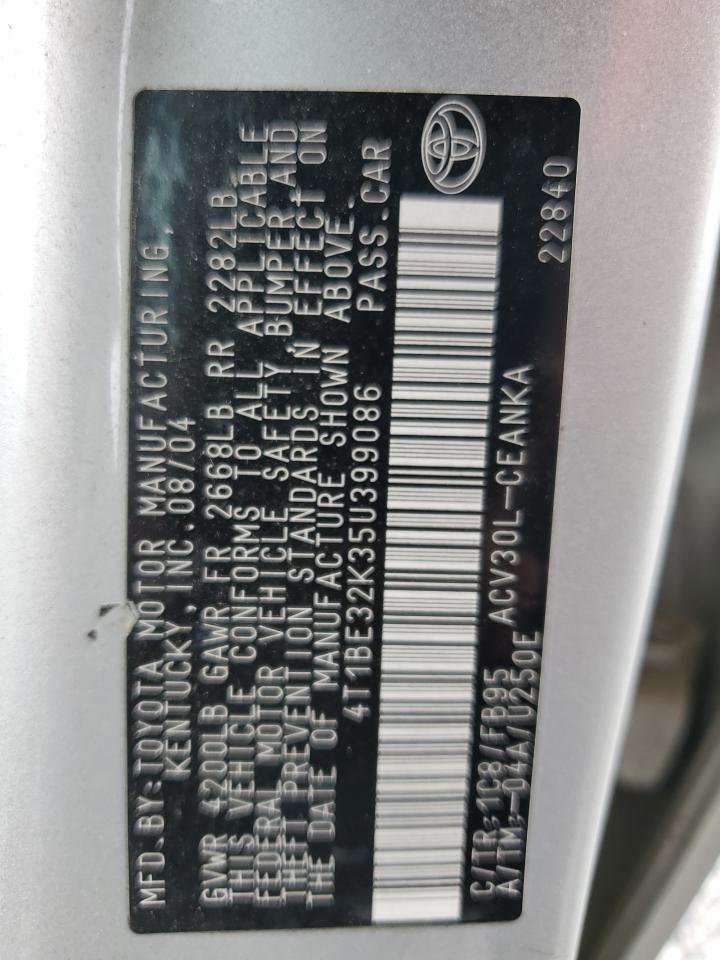 MFD.BY:TOYOTA MOTOR MANUFACTURING,
KENTUCKY,INC.08/04
GVWR 4200LB GAWR FR 2668LB RR 2282LB
THIS VEHICLE CONFORMS TO ALL APPLICABLE
FEDERAL MOTOR VEHICLE SAFETY,BUMPER,AND
THEFT PREVENTION STANDARDS IN EFFECT ON
THE DATE OF MANUFACTURE SHOWN ABOVE.
4T1BE32K35U399086 PASS.CAR
C/TR:1C8/FB95 ACV30L-CEANKA
A/TM:-04A/U250E 22840